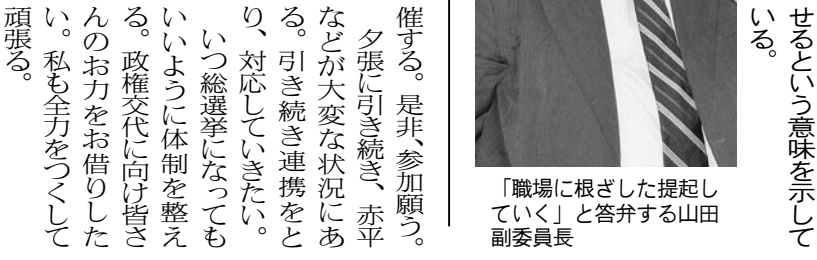 せるという意味を示して
いる。
「職場に根ざした提起し
ていく」と答弁する山田
副委員長
催する。是非、参加願う。
夕張に引き続き、赤平
などが大変な状況にあ
る。引き続き連携をと
り、対応していきたい。
いつ総選挙になっても
いいように体制を整え
る。政権交代に向け皆さ
んのお力をお借りした
い。私も全力をつくして
頑張る。